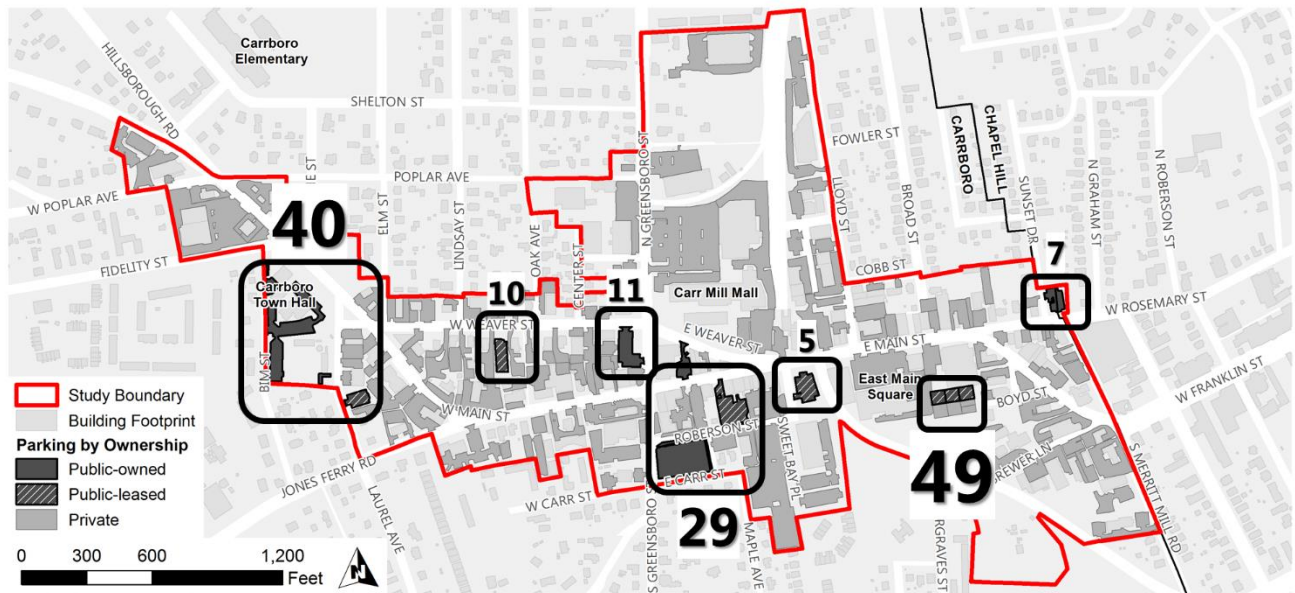 Carrboro
Elementary
HILLSBOROUGH RD
SHELTON ST
N GREENSBORO ST
FOWLER ST
CARRBORO
CHAPEL HILL
POPLAR AVE
W POPLAR AVE
ELM ST
LINDSAY ST
OAK AVE
CENTER ST
LLOYD ST
BROAD ST
SUNSET DR
N GRAHAM ST
N ROBERSON ST
40
FIDELITY ST
COBB ST
7
Carrboro
Town Hall
10
11
Carr Mill Mall
W ROSEMARY ST
W WEAVER ST
E WEAVER ST
5
E MAIN ST
BIM ST
East Main
Square
BOYD ST
W FRANKLIN ST
W MAIN ST
ROBERSON ST
SWEET BAY PL
JONES FERRY RD
E CARR ST
W CARR ST
49
BREWER LN
S MERRITT MILL RD
29
LAUREL AVE
S GREENSBORO ST
MAPLE AVE
RGRAVES ST
Study Boundary
Building Footprint
Parking by Ownership
Public-owned
Public-leased
Private
0 300 600 1,200
Feet
N